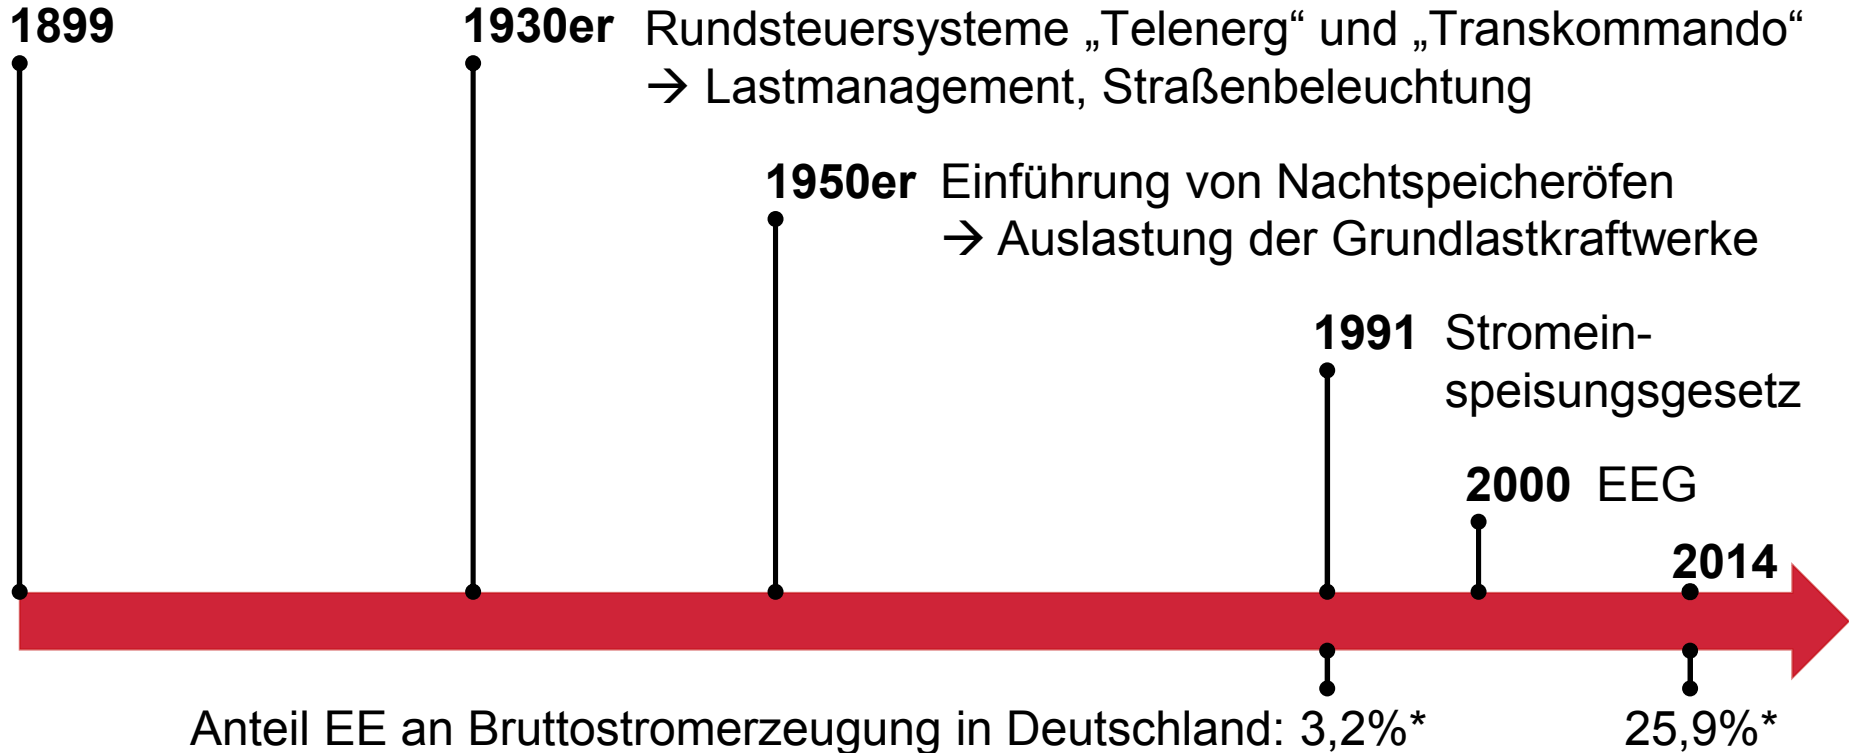 1899
1930er Rundsteuersysteme „Telenerg“ und „Transkommando“
→ Lastmanagement, Straßenbeleuchtung
1950er Einführung von Nachtspeicheröfen
→ Auslastung der Grundlastkraftwerke
1991 Stromein-
speisungsgesetz
2000 EEG
2014
Anteil EE an Bruttostromerzeugung in Deutschland: 3,2%* 25,9%*